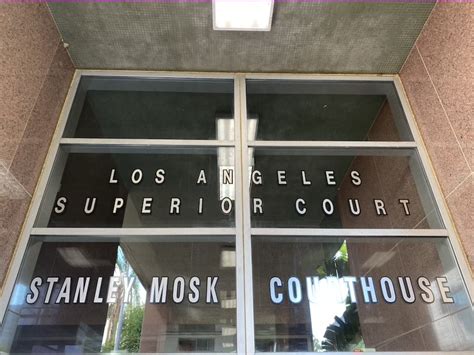 LOS ANGELES
SUPERIOR COURT
STANLEY MOSK COURTHOUSE